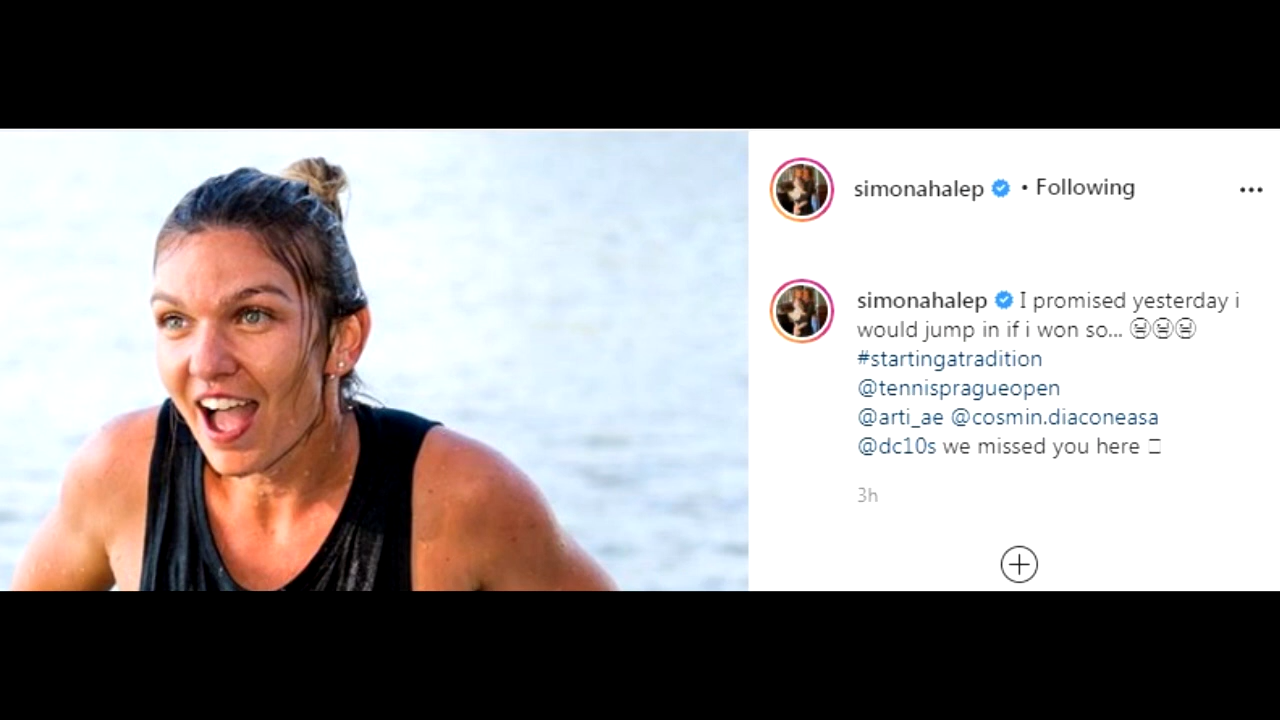 simonahalep • Following •••
simonahalep I promised yesterday i
would jump in if i won so... 😆😆😆
#startingatradition
@tennispragueopen
@arti_ae @cosmin.diaconeasa
@dc10s we missed you here
3h